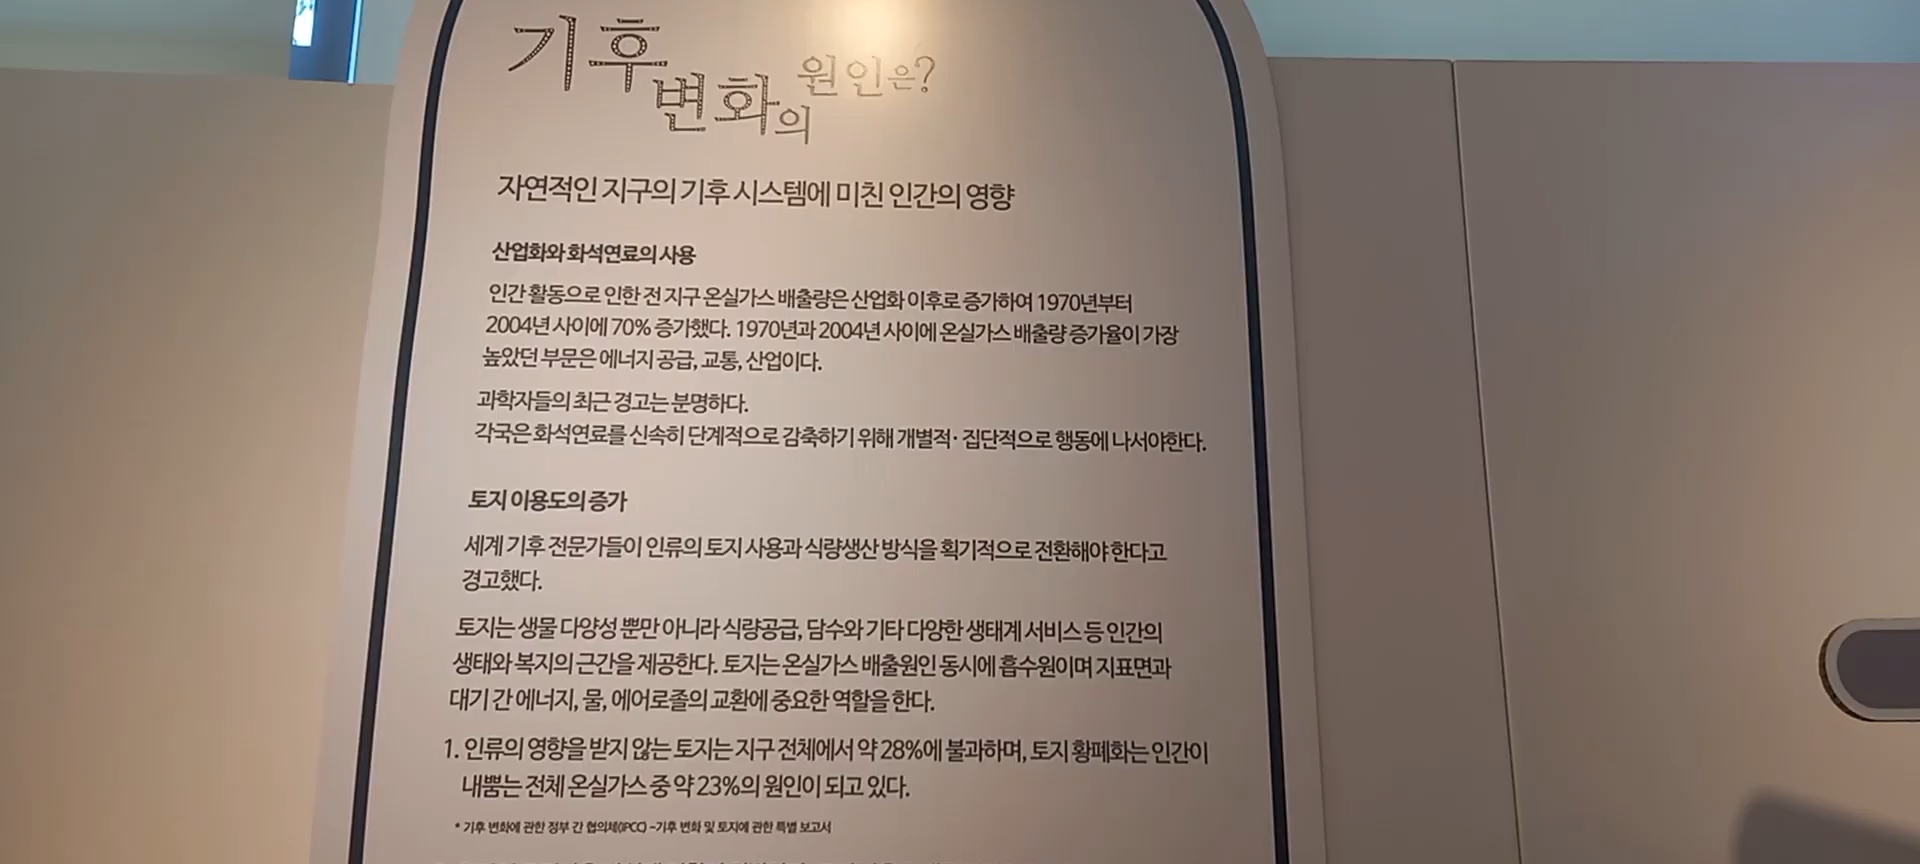 기후변화의 원인은?
자연적인 지구의 기후 시스템에 미친 인간의 영향
산업화와 화석연료의 사용
인간 활동으로 인한 전 지구 온실가스 배출량은 산업화 이후로 증가하여 1970년부터
2004년 사이에 70% 증가했다. 1970년과 2004년 사이에 온실가스 배출량 증가율이 가장
높았던 부문은 에너지 공급, 교통, 산업이다.
과학자들의 최근 경고는 분명하다.
각국은 화석연료를 신속히 단계적으로 감축하기 위해 개별적· 집단적으로 행동에 나서야한다.
토지 이용도의 증가
세계 기후 전문가들이 인류의 토지 사용과 식량생산 방식을 획기적으로 전환해야 한다고
경고했다.
토지는 생물 다양성 뿐만 아니라 식량공급, 담수와 기타 다양한 생태계 서비스 등 인간의
생태와 복지의 근간을 제공한다. 토지는 온실가스 배출원인 동시에 흡수원이며 지표면과
대기 간 에너지, 물, 에어로졸의 교환에 중요한 역할을 한다.
1. 인류의 영향을 받지 않는 토지는 지구 전체에서 약 28%에 불과하며, 토지 황폐화는 인간이
내뿜는 전체 온실가스 중 약 23%의 원인이 되고 있다.
* 기후 변화에 관한 정부 간 협의체(IPCC) –기후 변화 및 토지에 관한 특별 보고서